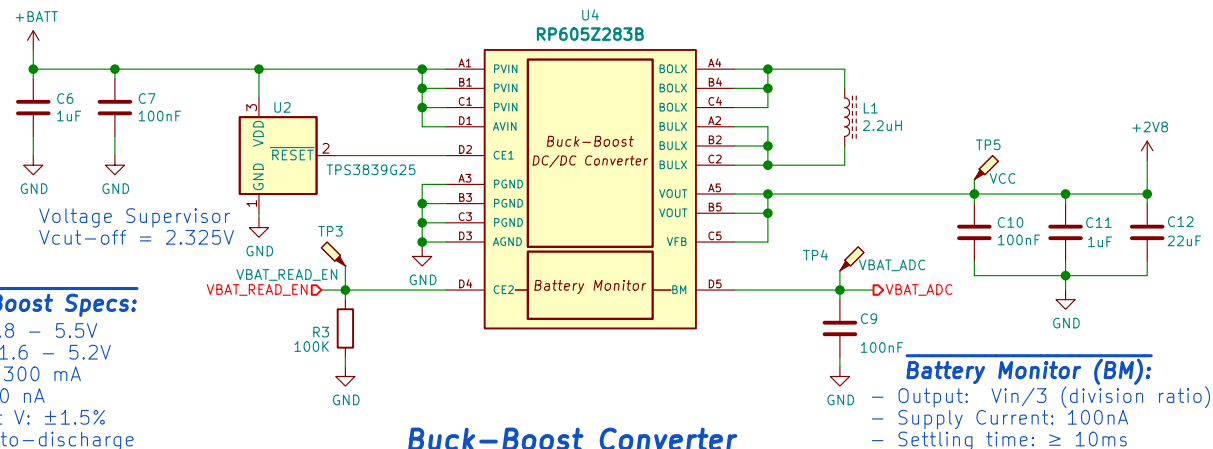 +BATT
C6
1uF
GND
C7
100nF
GND
3
U2
VDD
RESET
2
GND
1
TPS3839G25
GND
Voltage Supervisor
Vcut-off = 2.325V
U4
RP605Z283B
A1 PVIN
B1 PVIN
C1 PVIN
D1 AVIN
D2 CE1
A3 PGND
B3 PGND
C3 PGND
D3 AGND
D4 CE2
Buck-Boost
DC/DC Converter
Battery Monitor
BOLX A4
BOLX B4
BOLX C4
BULX A2
BULX B2
BULX C2
VOUT A5
VOUT B5
VFB C5
BM D5
GND
L1
2.2uH
+2V8
TP5
VCC
C10
100nF
C11
1uF
C12
22uF
GND
TP3
VBAT_READ_EN
VBAT_READ_EN
R3
100K
GND
TP4
VBAT_ADC
VBAT_ADC
C9
100nF
GND
Boost Specs:
.8 - 5.5V
1.6 - 5.2V
300 mA
0 nA
V: ±1.5%
to-discharge
Buck-Boost Converter
Battery Monitor (BM):
- Output: Vin/3 (division ratio)
- Supply Current: 100nA
- Settling time: ≥ 10ms